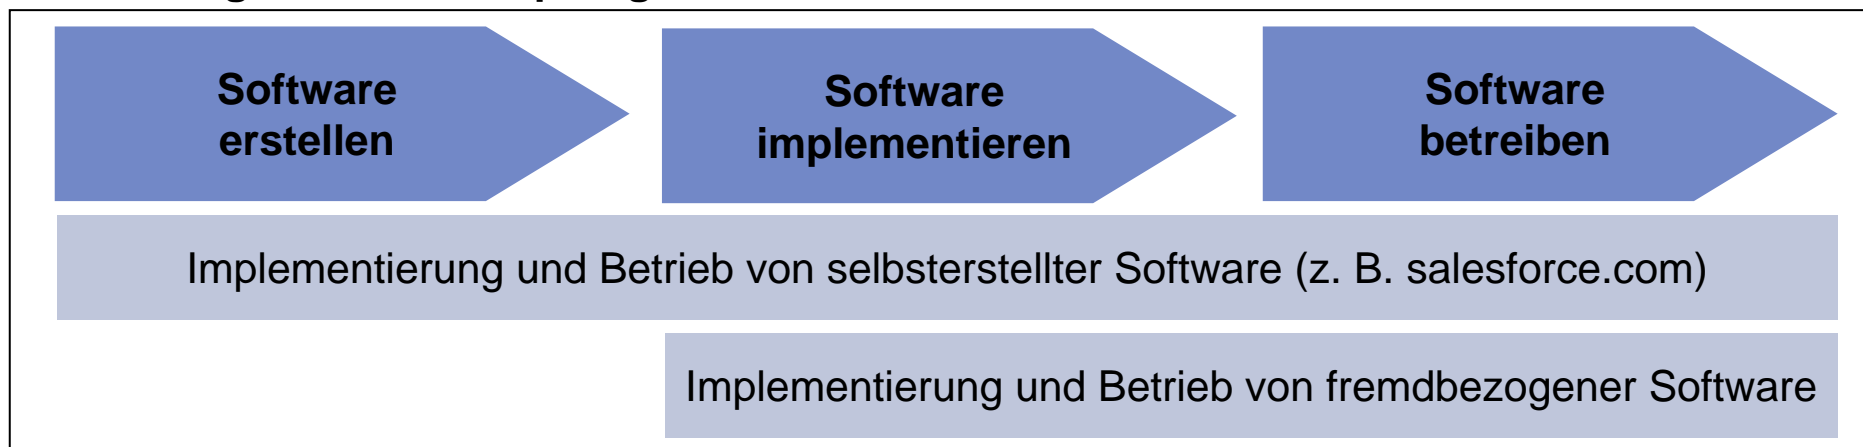 Software
erstellen
Software
implementieren
Software
betreiben
Implementierung und Betrieb von selbsterstellter Software (z. B. salesforce.com)
Implementierung und Betrieb von fremdbezogener Software